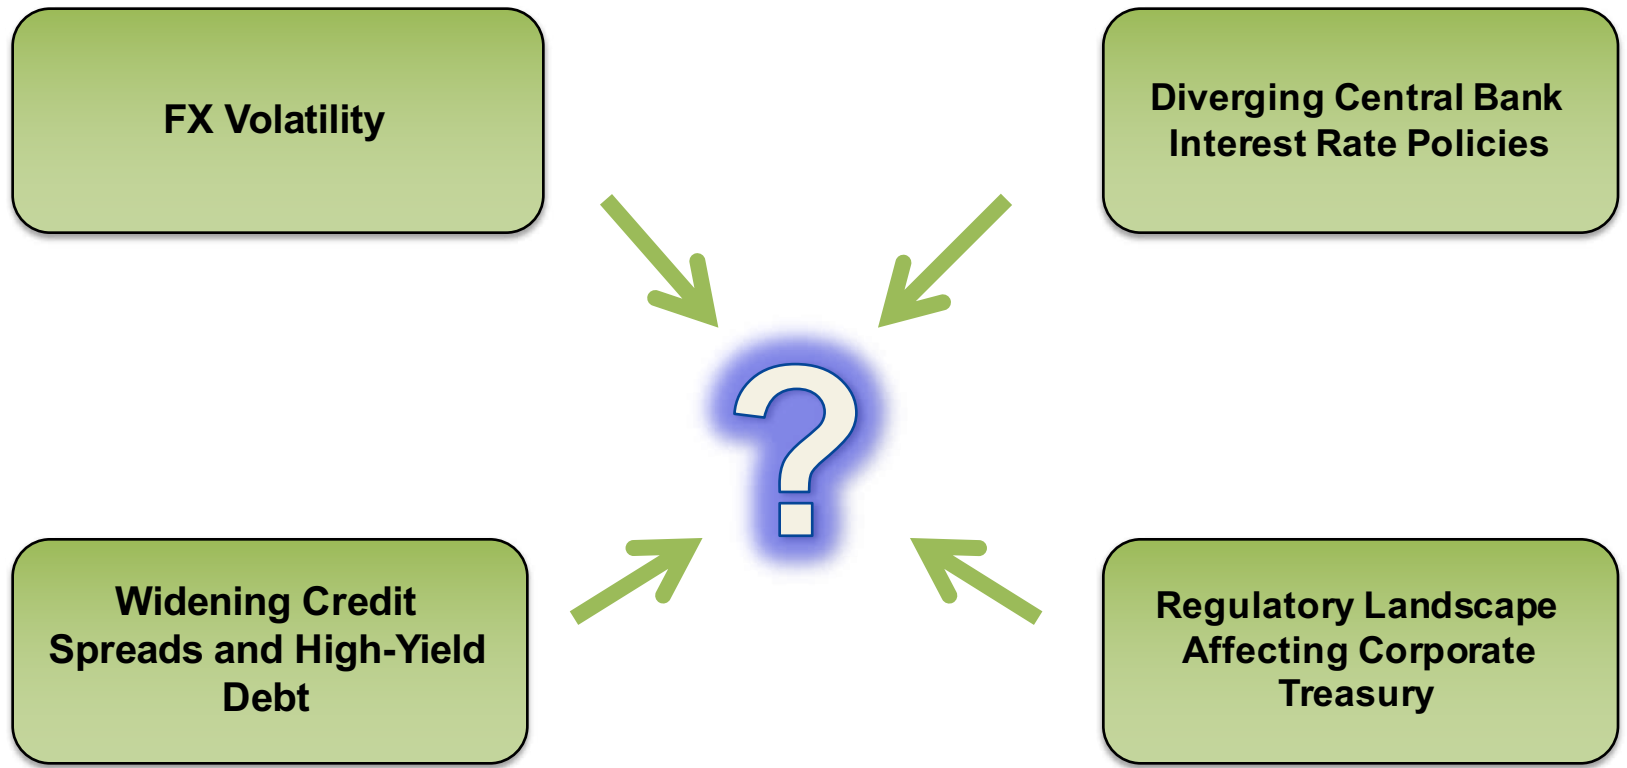 FX Volatility
Diverging Central Bank
Interest Rate Policies
?
Widening Credit
Spreads and High-Yield
Debt
Regulatory Landscape
Affecting Corporate
Treasury